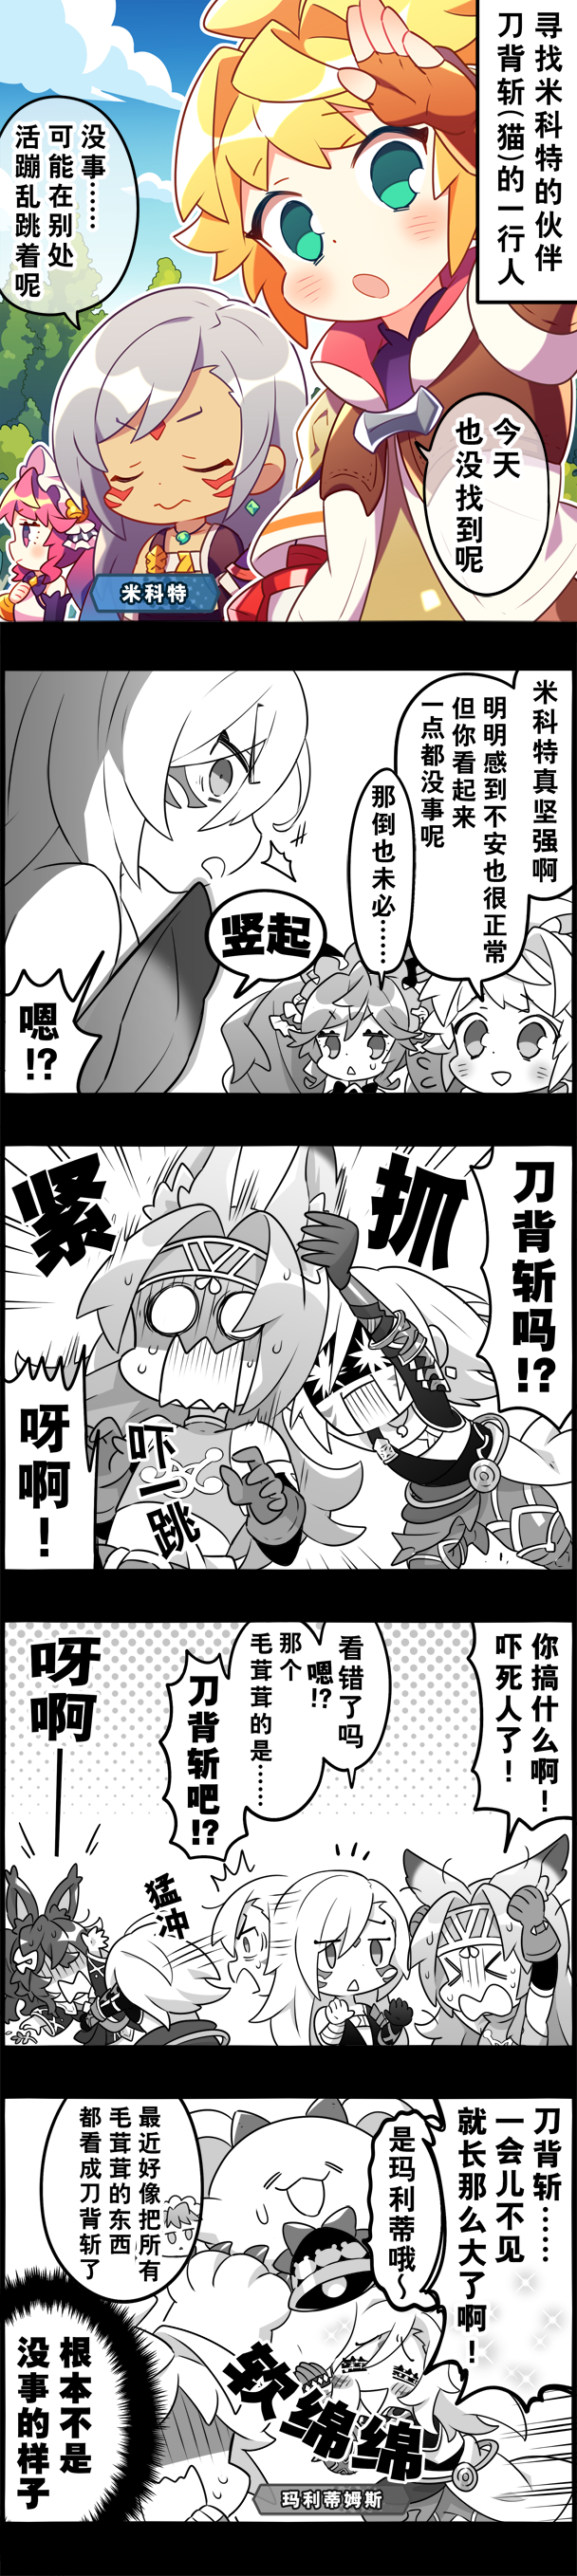 寻找米科特的伙伴
刀背斩(猫)的一行人
没事……
可能在别处
活蹦乱跳着呢
今天
也没找到呢
米科特
米科特真坚强啊
明明感到不安也很正常
但你看起来
一点都没事呢
那倒也未必……
竖起
嗯!?
刀背斩吗!?
抓
紧
吓一跳
呀啊!
你搞什么啊!
吓死人了!
看错了吗
嗯!?
那个
毛茸茸的是……
刀背斩吧!?
猛冲
呀啊——
刀背斩……
一会儿不见
就长那么大了啊!
是玛利蒂哦~
最近好像把所有
毛茸茸的东西
都看成刀背斩了
软绵绵
根本不是
没事的样子
玛利蒂姆斯